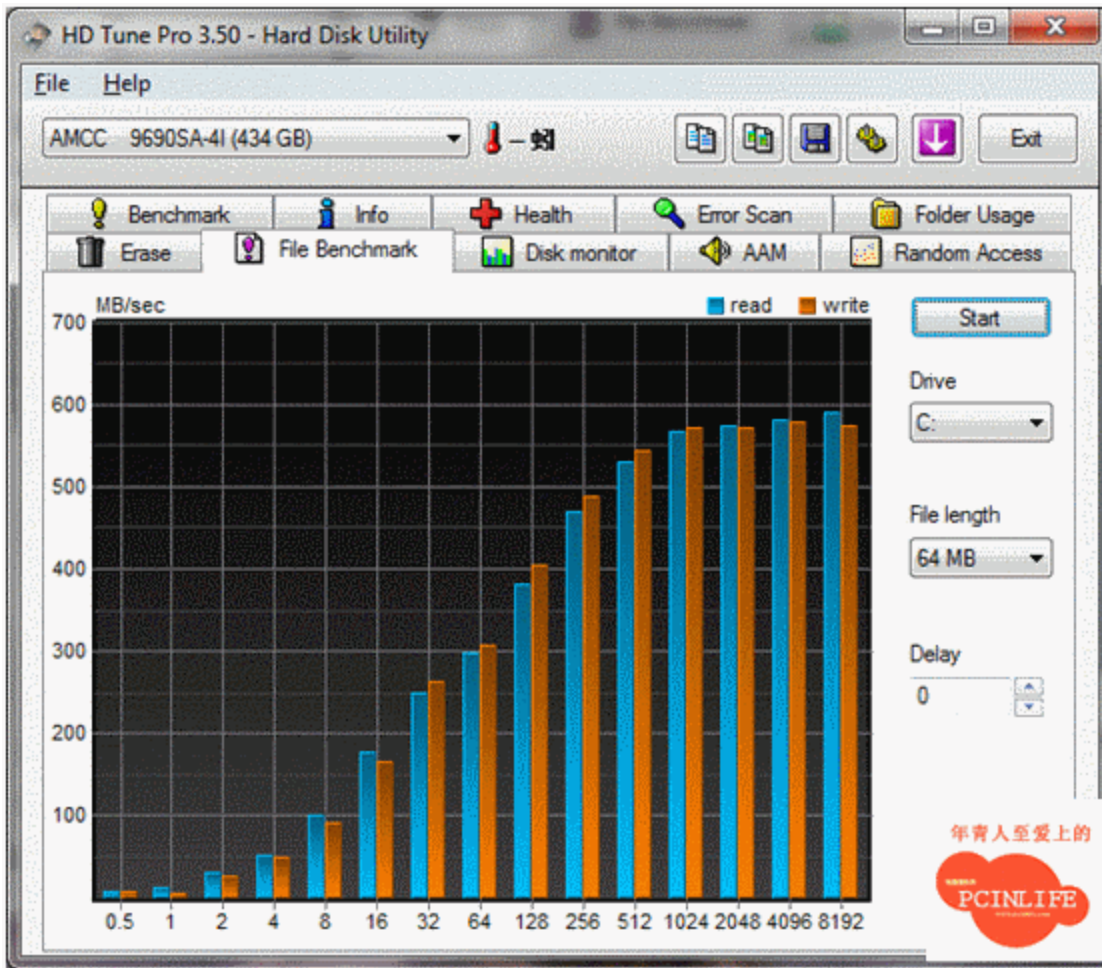 HD Tune Pro 3.50 - Hard Disk Utility
File Help
AMCC 9690SA-4I (434 GB)
Exit
Benchmark Info Health Error Scan Folder Usage
Erase File Benchmark Disk monitor AAM Random Access
MB/sec read write
Start
700
600
500
400
300
200
100
Drive
C:
File length
64 MB
Delay
0
0.5 1 2 4 8 16 32 64 128 256 512 1024 2048 4096 8192
年青人至爱上的
PCINLIFE